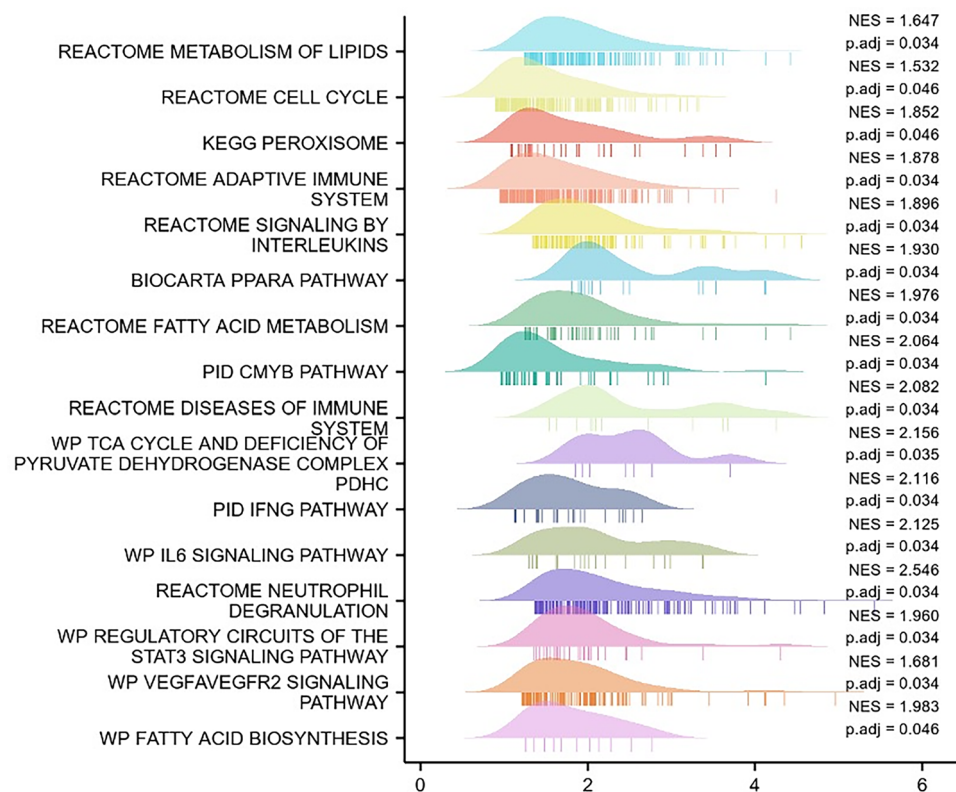 NES = 1.647
REACTOME METABOLISM OF LIPIDS
p.adj = 0.034
NES = 1.532
REACTOME CELL CYCLE
p.adj = 0.046
NES = 1.852
KEGG PEROXISOME
p.adj = 0.046
NES = 1.878
REACTOME ADAPTIVE IMMUNE
SYSTEM
p.adj = 0.034
NES = 1.896
REACTOME SIGNALING BY
INTERLEUKINS
p.adj = 0.034
NES = 1.930
BIOCARTA PPARA PATHWAY
p.adj = 0.034
NES = 1.976
REACTOME FATTY ACID METABOLISM
p.adj = 0.034
NES = 2.064
PID CMYB PATHWAY
p.adj = 0.034
NES = 2.082
REACTOME DISEASES OF IMMUNE
SYSTEM
p.adj = 0.034
NES = 2.156
WP TCA CYCLE AND DEFICIENCY OF
PYRUVATE DEHYDROGENASE COMPLEX
PDHC
p.adj = 0.035
NES = 2.116
PID IFNG PATHWAY
p.adj = 0.034
NES = 2.125
WP IL6 SIGNALING PATHWAY
p.adj = 0.034
NES = 2.546
REACTOME NEUTROPHIL
DEGRANULATION
p.adj = 0.034
NES = 1.960
WP REGULATORY CIRCUITS OF THE
STAT3 SIGNALING PATHWAY
p.adj = 0.034
NES = 1.681
WP VEGFAVEGFR2 SIGNALING
PATHWAY
p.adj = 0.034
NES = 1.983
WP FATTY ACID BIOSYNTHESIS
p.adj = 0.046
0 2 4 6